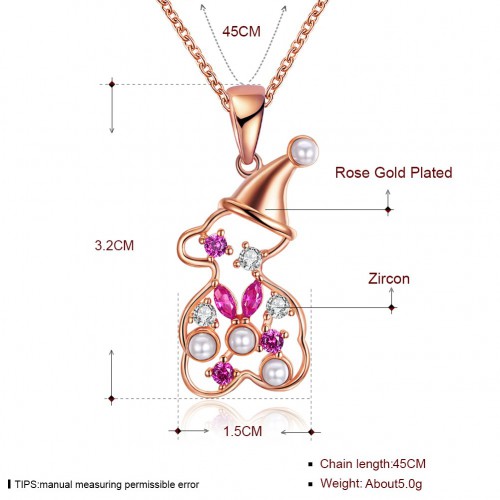 45CM
Rose Gold Plated
3.2CM
Zircon
1.5CM
Chain length:45CM
Weight: About5.0g
TIPS:manual measuring permissible error